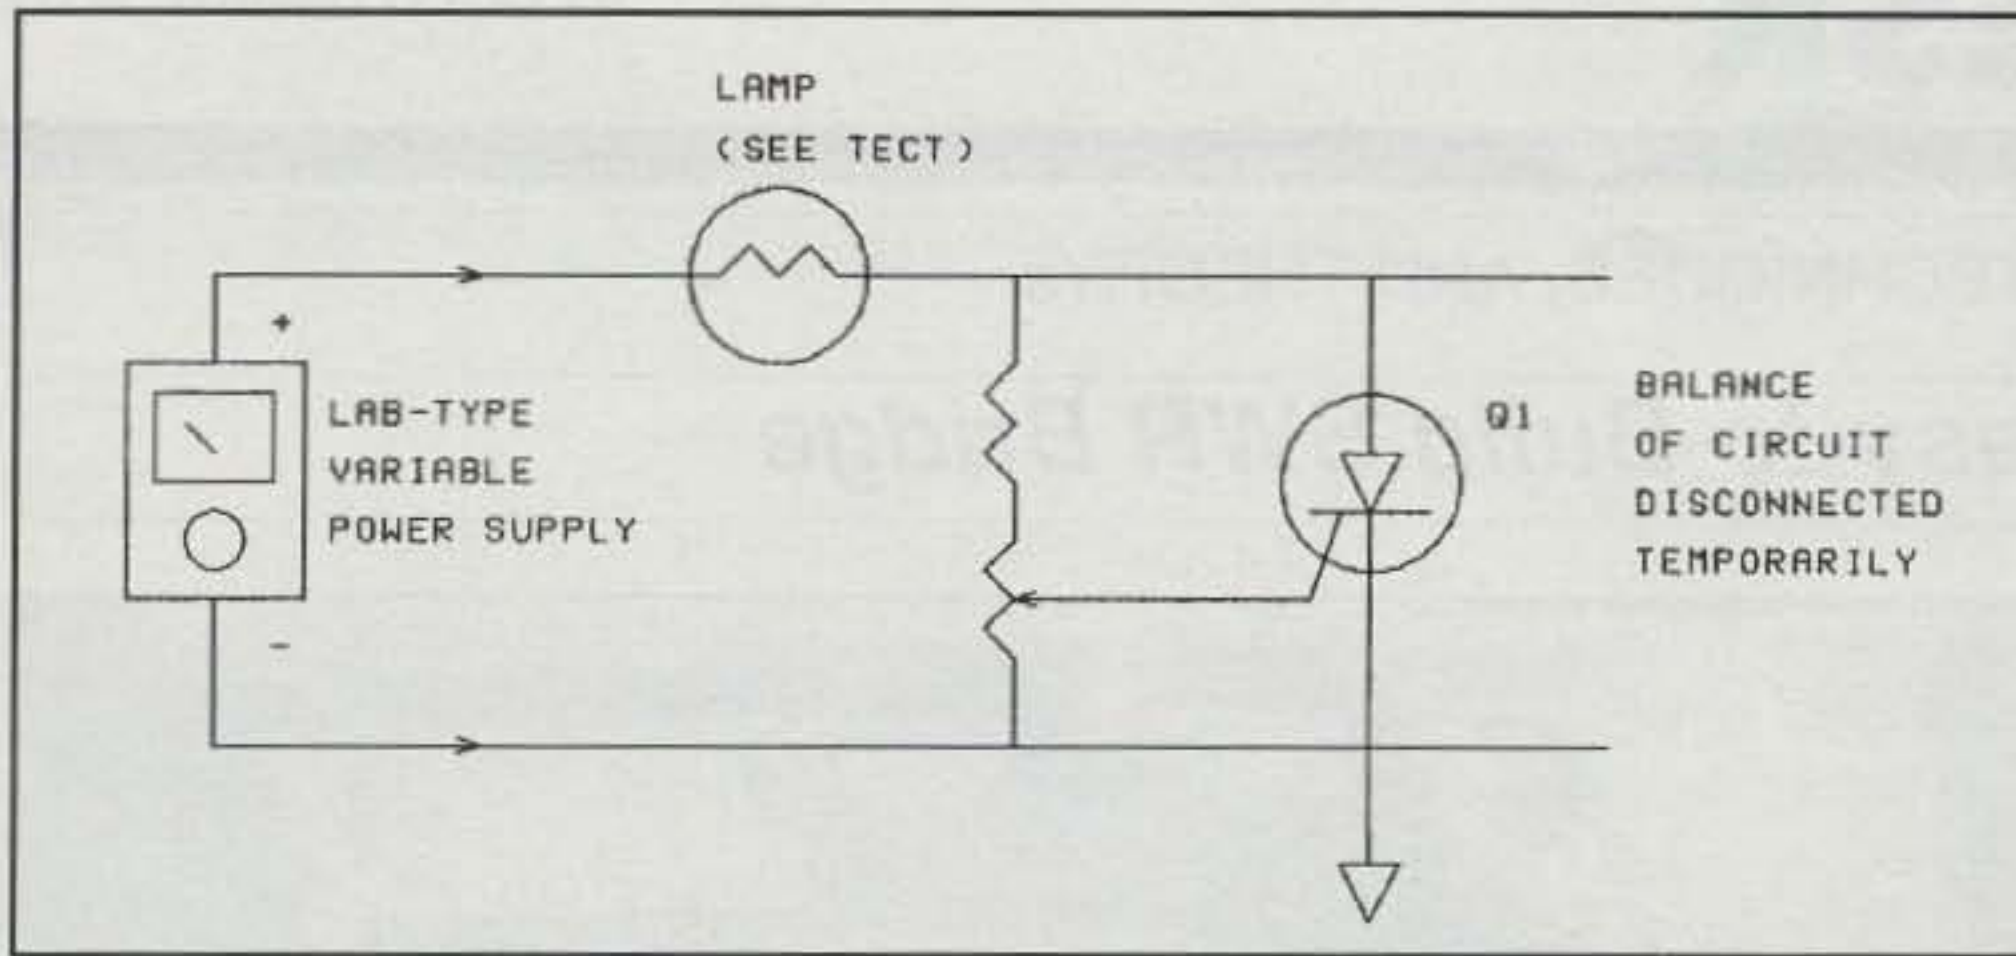 LAMP
(SEE TECT)
+
LAB-TYPE
VARIABLE
POWER SUPPLY
-
Q1
BALANCE
OF CIRCUIT
DISCONNECTED
TEMPORARILY